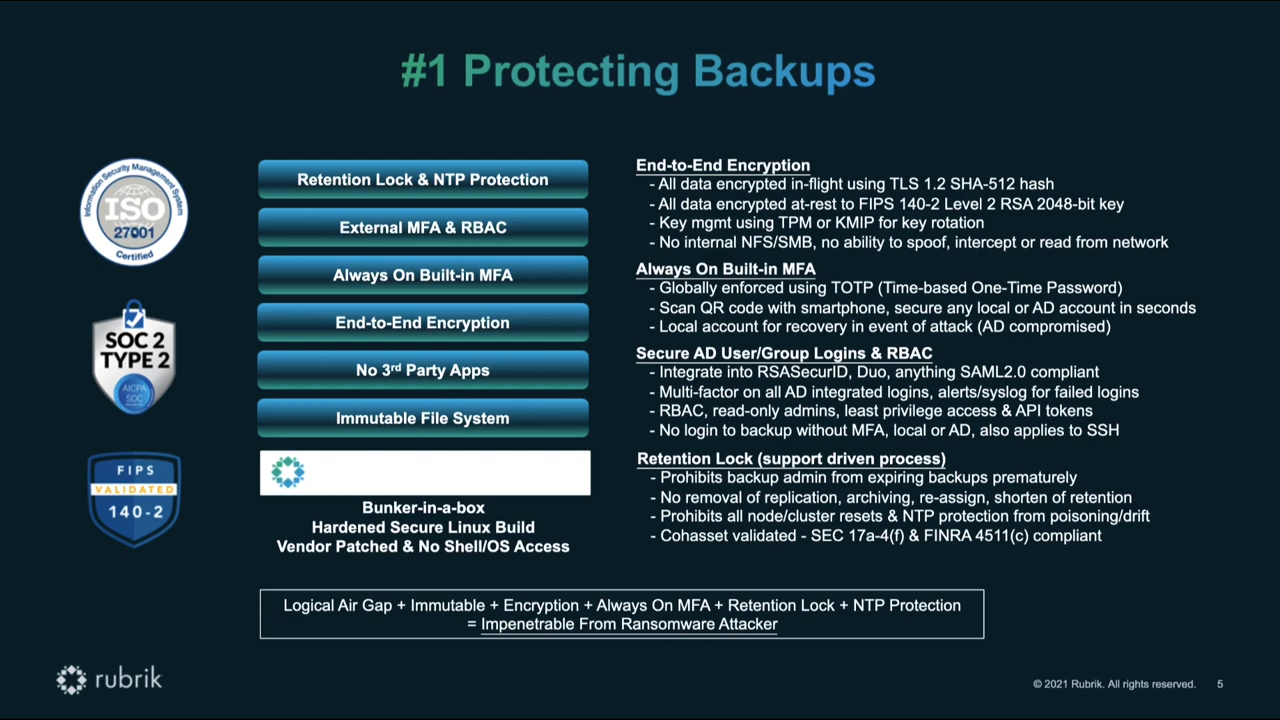 #1 Protecting Backups
Information Security Management System
ISO
27001
Certified
SOC 2
TYPE 2
AICPA
SOC
FIPS
VALIDATED
140-2
Retention Lock & NTP Protection
External MFA & RBAC
Always On Built-in MFA
End-to-End Encryption
No 3rd Party Apps
Immutable File System
Bunker-in-a-box
Hardened Secure Linux Build
Vendor Patched & No Shell/OS Access
End-to-End Encryption
- All data encrypted in-flight using TLS 1.2 SHA-512 hash
- All data encrypted at-rest to FIPS 140-2 Level 2 RSA 2048-bit key
- Key mgmt using TPM or KMIP for key rotation
- No internal NFS/SMB, no ability to spoof, intercept or read from network
Always On Built-in MFA
- Globally enforced using TOTP (Time-based One-Time Password)
- Scan QR code with smartphone, secure any local or AD account in seconds
- Local account for recovery in event of attack (AD compromised)
Secure AD User/Group Logins & RBAC
- Integrate into RSASecurID, Duo, anything SAML2.0 compliant
- Multi-factor on all AD integrated logins, alerts/syslog for failed logins
- RBAC, read-only admins, least privilege access & API tokens
- No login to backup without MFA, local or AD, also applies to SSH
Retention Lock (support driven process)
- Prohibits backup admin from expiring backups prematurely
- No removal of replication, archiving, re-assign, shorten of retention
- Prohibits all node/cluster resets & NTP protection from poisoning/drift
- Cohasset validated - SEC 17a-4(f) & FINRA 4511(c) compliant
Logical Air Gap + Immutable + Encryption + Always On MFA + Retention Lock + NTP Protection
= Impenetrable From Ransomware Attacker
rubrik
© 2021 Rubrik. All rights reserved.
5